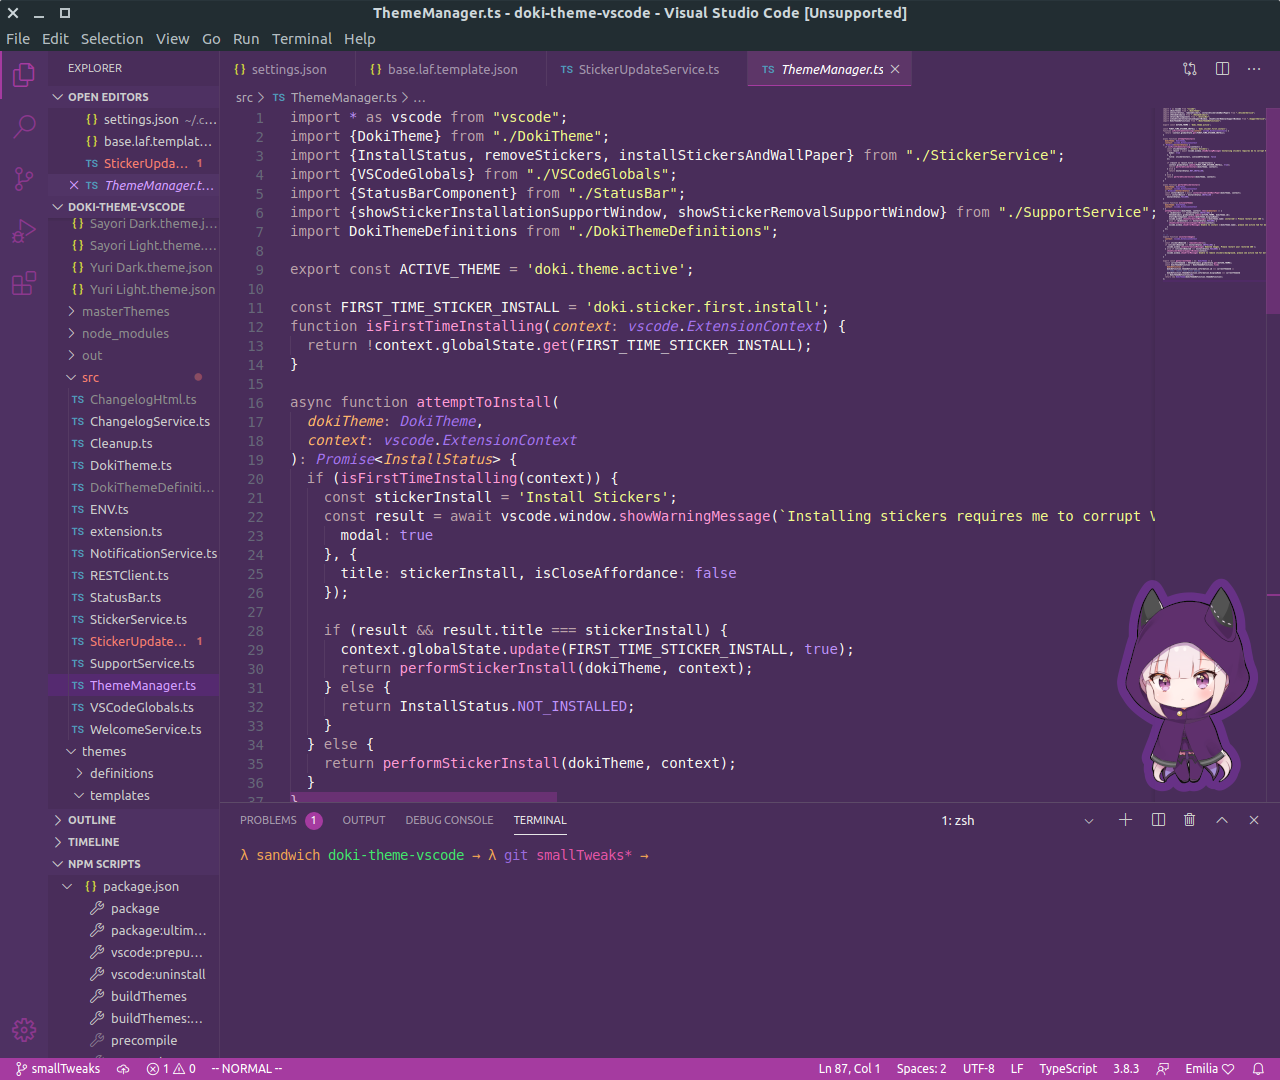 ThemeManager.ts - doki-theme-vscode - Visual Studio Code [Unsupported]
File Edit Selection View Go Run Terminal Help
EXPLORER
OPEN EDITORS
{} settings.json ~/.c...
{} base.laf.templat...
TS StickerUpda... 1
TS ThemeManager.t...
DOKI-THEME-VSCODE
{} Sayori Dark.theme.j...
{} Sayori Light.theme....
{} Yuri Dark.theme.json
{} Yuri Light.theme.json
masterThemes
node_modules
out
src
TS ChangelogHtml.ts
TS ChangelogService.ts
TS Cleanup.ts
TS DokiTheme.ts
TS DokiThemeDefiniti...
TS ENV.ts
TS extension.ts
TS NotificationService.ts
TS RESTClient.ts
TS StatusBar.ts
TS StickerService.ts
TS StickerUpdate... 1
TS SupportService.ts
TS ThemeManager.ts
TS VSCodeGlobals.ts
TS WelcomeService.ts
themes
definitions
templates
OUTLINE
TIMELINE
NPM SCRIPTS
{} package.json
package
package:ultim...
vscode:prepu...
vscode:uninstall
buildThemes
buildThemes:...
precompile
{} settings.json {} base.laf.template.json TS StickerUpdateService.ts TS ThemeManager.ts
src > TS ThemeManager.ts > ...
1 import * as vscode from "vscode";
2 import {DokiTheme} from "./DokiTheme";
3 import {InstallStatus, removeStickers, installStickersAndWallPaper} from "./StickerService";
4 import {VSCodeGlobals} from "./VSCodeGlobals";
5 import {StatusBarComponent} from "./StatusBar";
6 import {showStickerInstallationSupportWindow, showStickerRemovalSupportWindow} from "./SupportService";
7 import DokiThemeDefinitions from "./DokiThemeDefinitions";
8
9 export const ACTIVE_THEME = 'doki.theme.active';
10
11 const FIRST_TIME_STICKER_INSTALL = 'doki.sticker.first.install';
12 function isFirstTimeInstalling(context: vscode.ExtensionContext) {
13 return !context.globalState.get(FIRST_TIME_STICKER_INSTALL);
14 }
15
16 async function attemptToInstall(
17 dokiTheme: DokiTheme,
18 context: vscode.ExtensionContext
19 ): Promise<InstallStatus> {
20 if (isFirstTimeInstalling(context)) {
21 const stickerInstall = 'Install Stickers';
22 const result = await vscode.window.showWarningMessage(`Installing stickers requires me to corrupt V
23 modal: true
24 }, {
25 title: stickerInstall, isCloseAffordance: false
26 });
27
28 if (result && result.title === stickerInstall) {
29 context.globalState.update(FIRST_TIME_STICKER_INSTALL, true);
30 return performStickerInstall(dokiTheme, context);
31 } else {
32 return InstallStatus.NOT_INSTALLED;
33 }
34 } else {
35 return performStickerInstall(dokiTheme, context);
36 }
37 }
PROBLEMS 1 OUTPUT DEBUG CONSOLE TERMINAL 1: zsh
λ sandwich doki-theme-vscode → λ git smallTweaks* →
smallTweaks 1 0 -- NORMAL -- Ln 87, Col 1 Spaces: 2 UTF-8 LF TypeScript 3.8.3 Emilia ♡